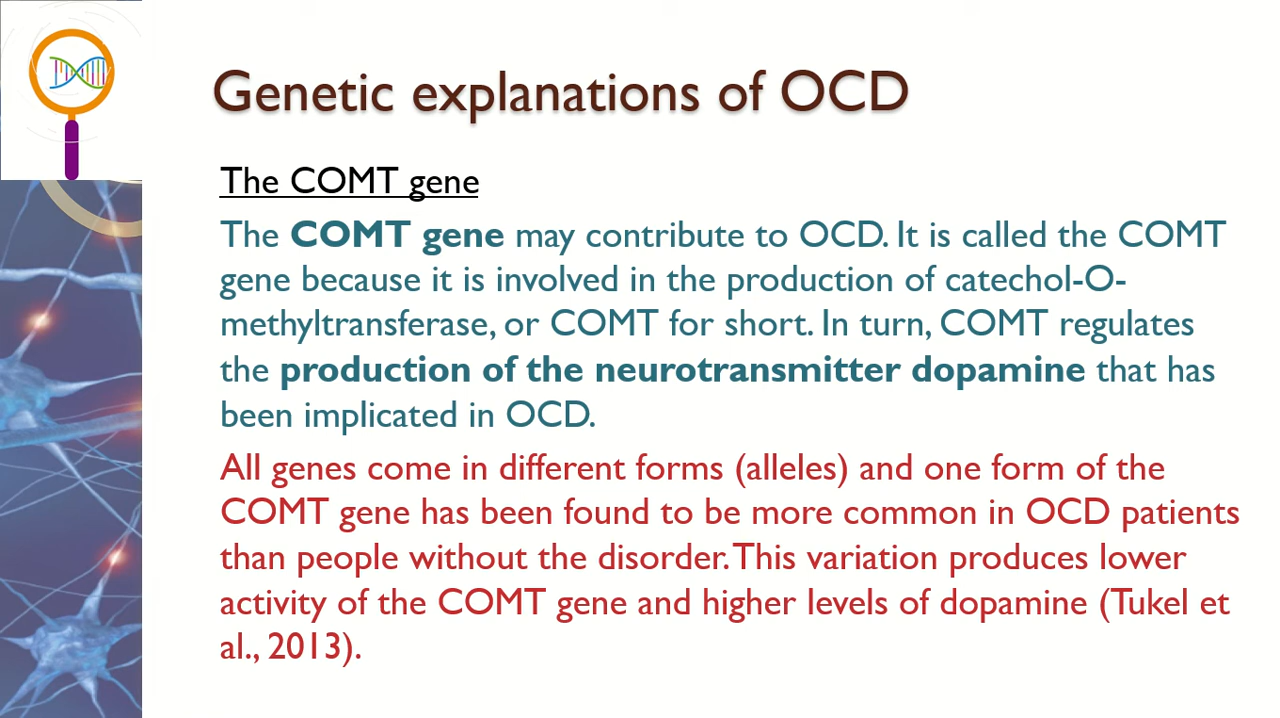 Genetic explanations of OCD
The COMT gene
The COMT gene may contribute to OCD. It is called the COMT
gene because it is involved in the production of catechol-O-
methyltransferase, or COMT for short. In turn, COMT regulates
the production of the neurotransmitter dopamine that has
been implicated in OCD.
All genes come in different forms (alleles) and one form of the
COMT gene has been found to be more common in OCD patients
than people without the disorder. This variation produces lower
activity of the COMT gene and higher levels of dopamine (Tukel et
al., 2013).